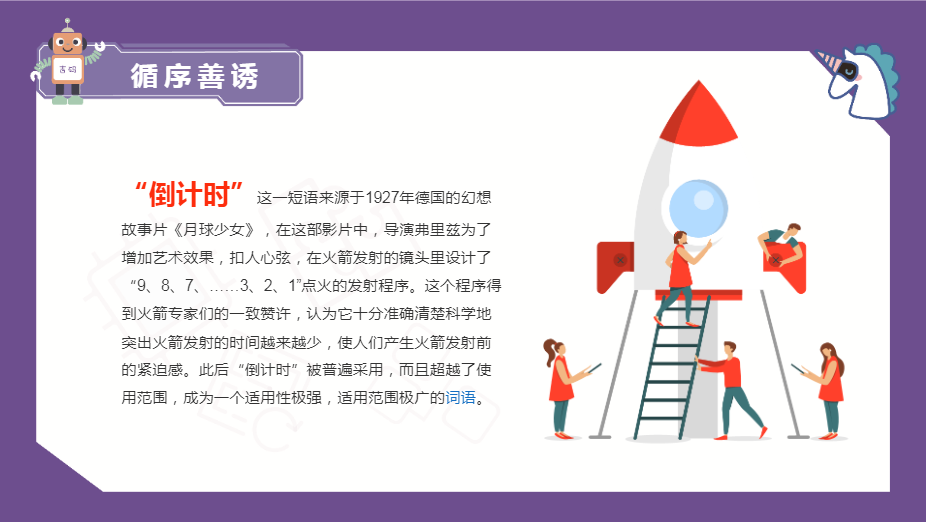 吉吗
循序善诱
“倒计时”这一短语来源于1927年德国的幻想
故事片《月球少女》，在这部影片中，导演弗里兹为了
增加艺术效果，扣人心弦，在火箭发射的镜头里设计了
“9、8、7、……3、2、1”点火的发射程序。这个程序得
到火箭专家们的一致赞许，认为它十分准确清楚科学地
突出火箭发射的时间越来越少，使人们产生火箭发射前
的紧迫感。此后“倒计时”被普遍采用，而且超越了使
用范围，成为一个适用性极强，适用范围极广的词语。